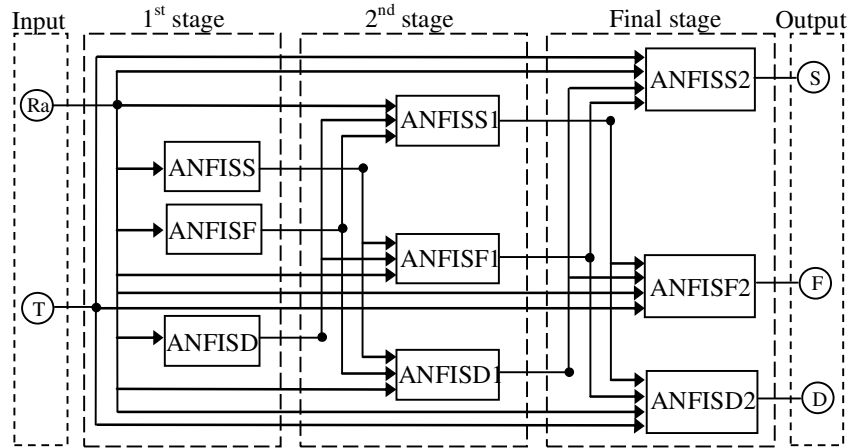 Input 1st stage 2nd stage Final stage Output
Ra
S
ANFISS2
ANFISS1
ANFISS
ANFISF
ANFISF1
ANFISF2
F
T
ANFISD
ANFISD1
ANFISD2
D